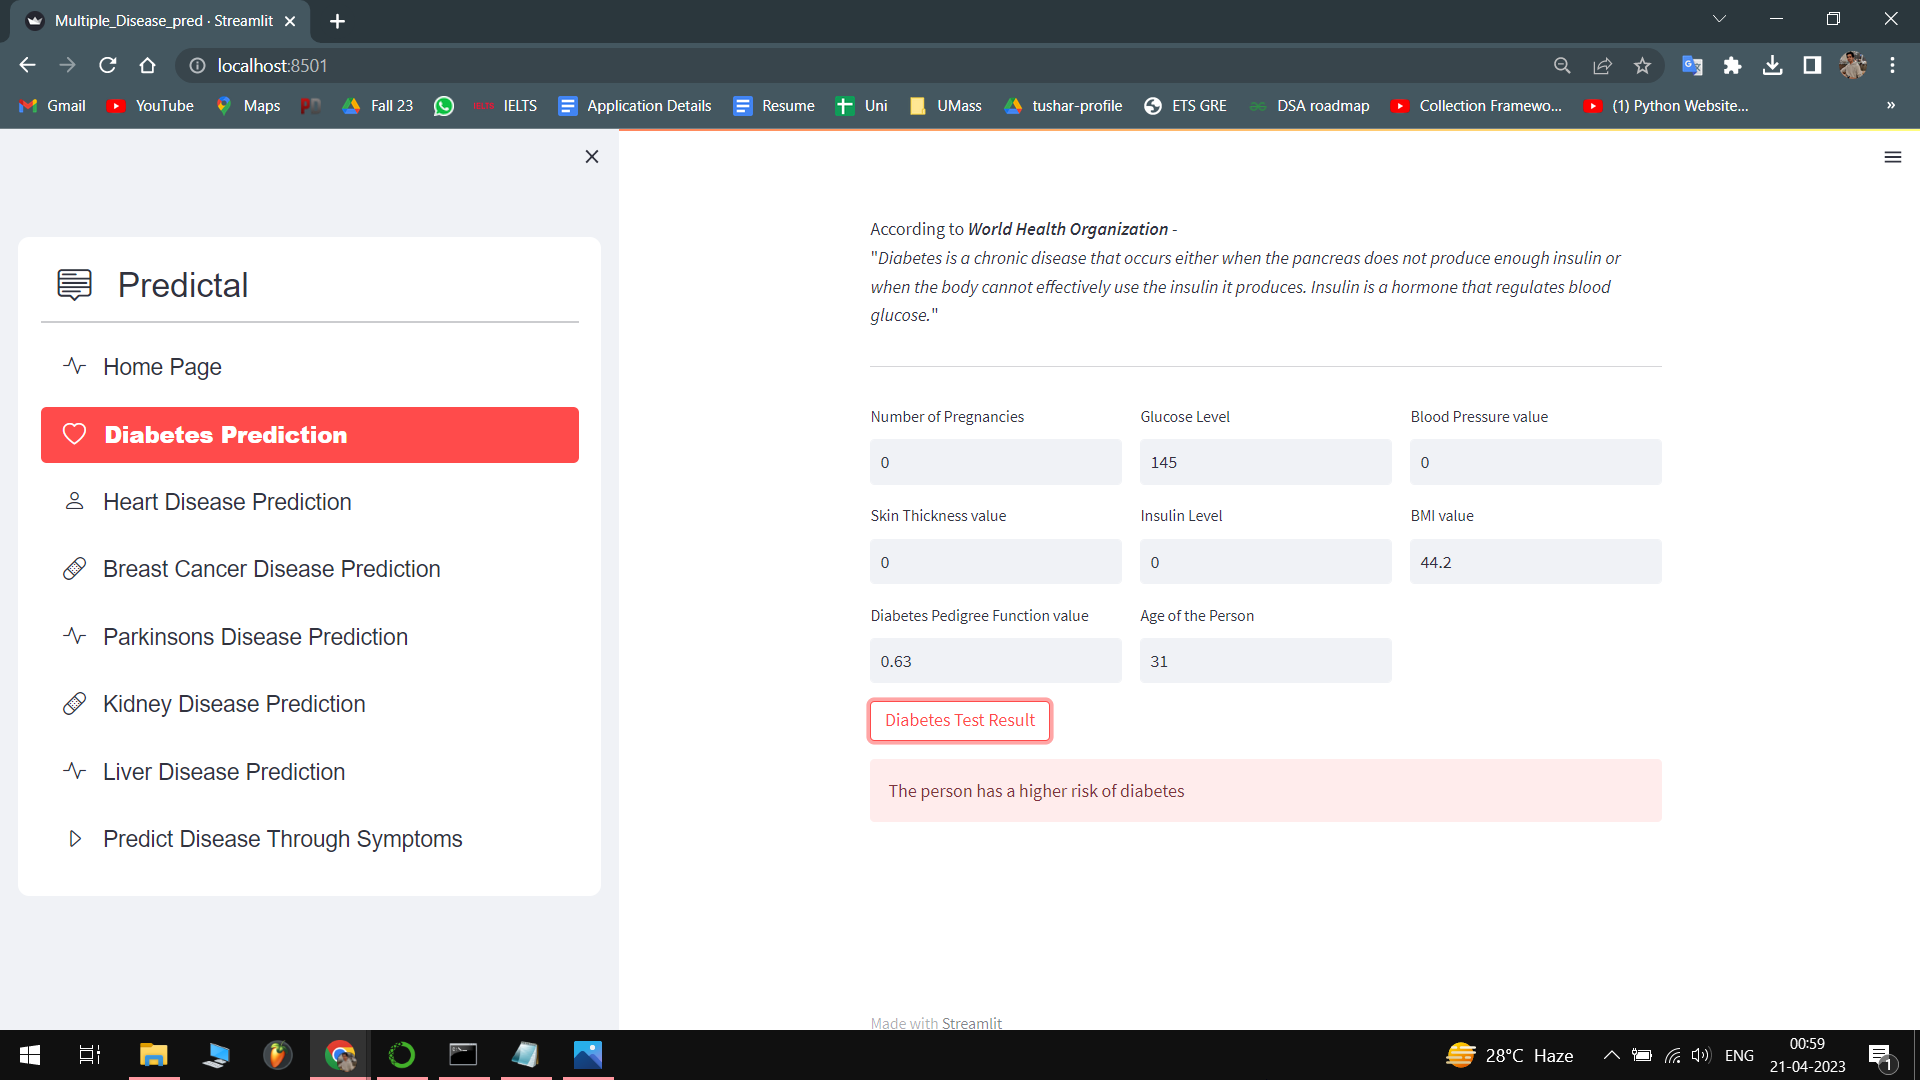 Multiple_Disease_pred · Streamlit
localhost:8501
Gmail YouTube Maps Fall 23 IELTS Application Details Resume Uni UMass tushar-profile ETS GRE DSA roadmap Collection Framewo... (1) Python Website... »
Predictal
Home Page
Diabetes Prediction
Heart Disease Prediction
Breast Cancer Disease Prediction
Parkinsons Disease Prediction
Kidney Disease Prediction
Liver Disease Prediction
Predict Disease Through Symptoms
According to World Health Organization -
"Diabetes is a chronic disease that occurs either when the pancreas does not produce enough insulin or
when the body cannot effectively use the insulin it produces. Insulin is a hormone that regulates blood
glucose."
Number of Pregnancies Glucose Level Blood Pressure value
0 145 0
Skin Thickness value Insulin Level BMI value
0 0 44.2
Diabetes Pedigree Function value Age of the Person
0.63 31
Diabetes Test Result
The person has a higher risk of diabetes
Made with Streamlit
28°C Haze ENG
00:59
21-04-2023
1